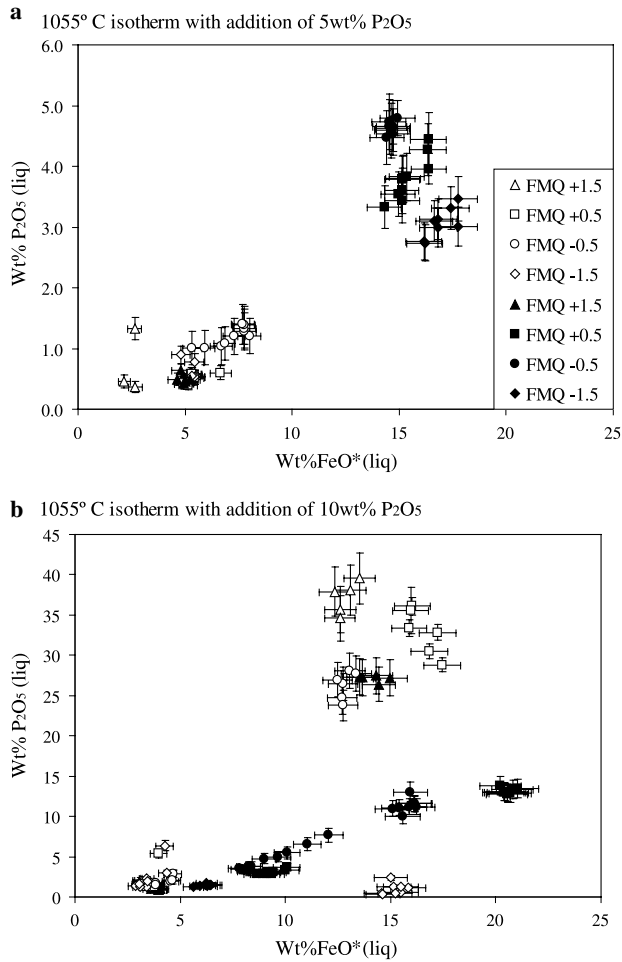 a 1055º C isotherm with addition of 5wt% P2O5
6.0
5.0
4.0
3.0
2.0
1.0
0.0
Wt% P2O5 (liq)
FMQ +1.5
FMQ +0.5
FMQ -0.5
FMQ -1.5
FMQ +1.5
FMQ +0.5
FMQ -0.5
FMQ -1.5
0 5 10 15 20 25
Wt%FeO* (liq)
b 1055º C isotherm with addition of 10wt% P2O5
45
40
35
30
25
20
15
10
5
0
Wt% P2O5 (liq)
0 5 10 15 20 25
Wt%FeO* (liq)